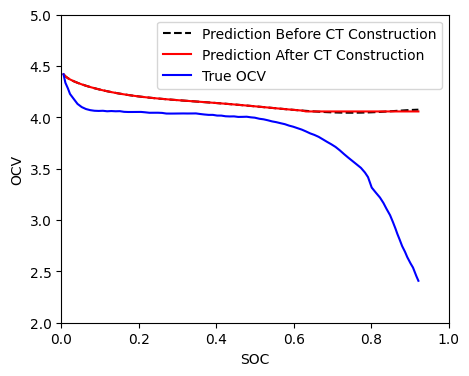 5.0
4.5
4.0
3.5
3.0
2.5
2.0
OCV
Prediction Before CT Construction
Prediction After CT Construction
True OCV
0.0 0.2 0.4 0.6 0.8 1.0
SOC